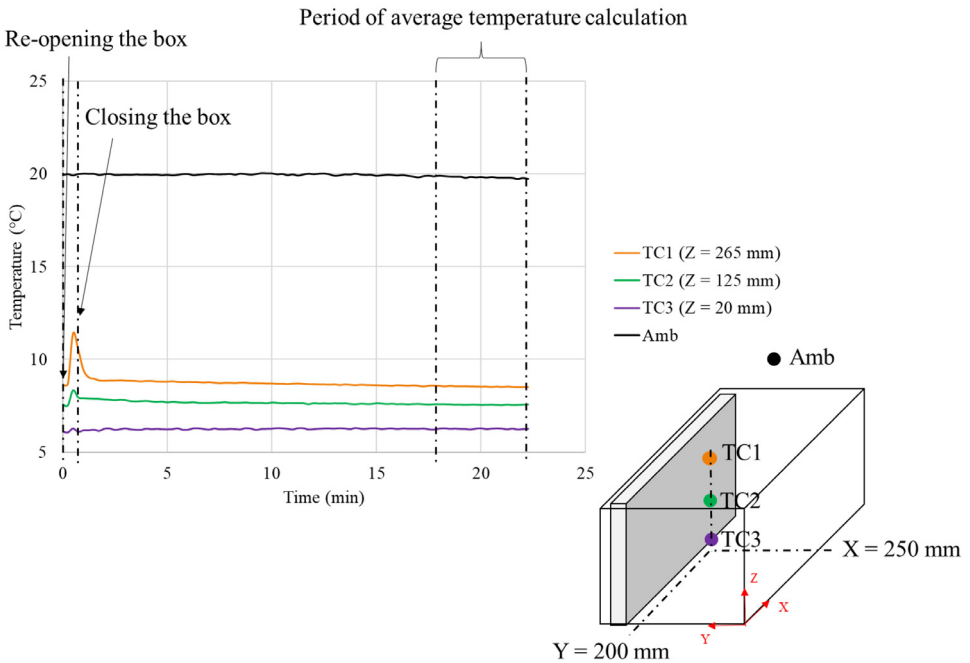 Period of average temperature calculation
Re-opening the box
Closing the box
25
20
15
10
5
0 5 10 15 20 25
Temperature (°C)
Time (min)
TC1 (Z = 265 mm)
TC2 (Z = 125 mm)
TC3 (Z = 20 mm)
Amb
Amb
TC1
TC2
TC3
X = 250 mm
Z
X
Y
Y = 200 mm